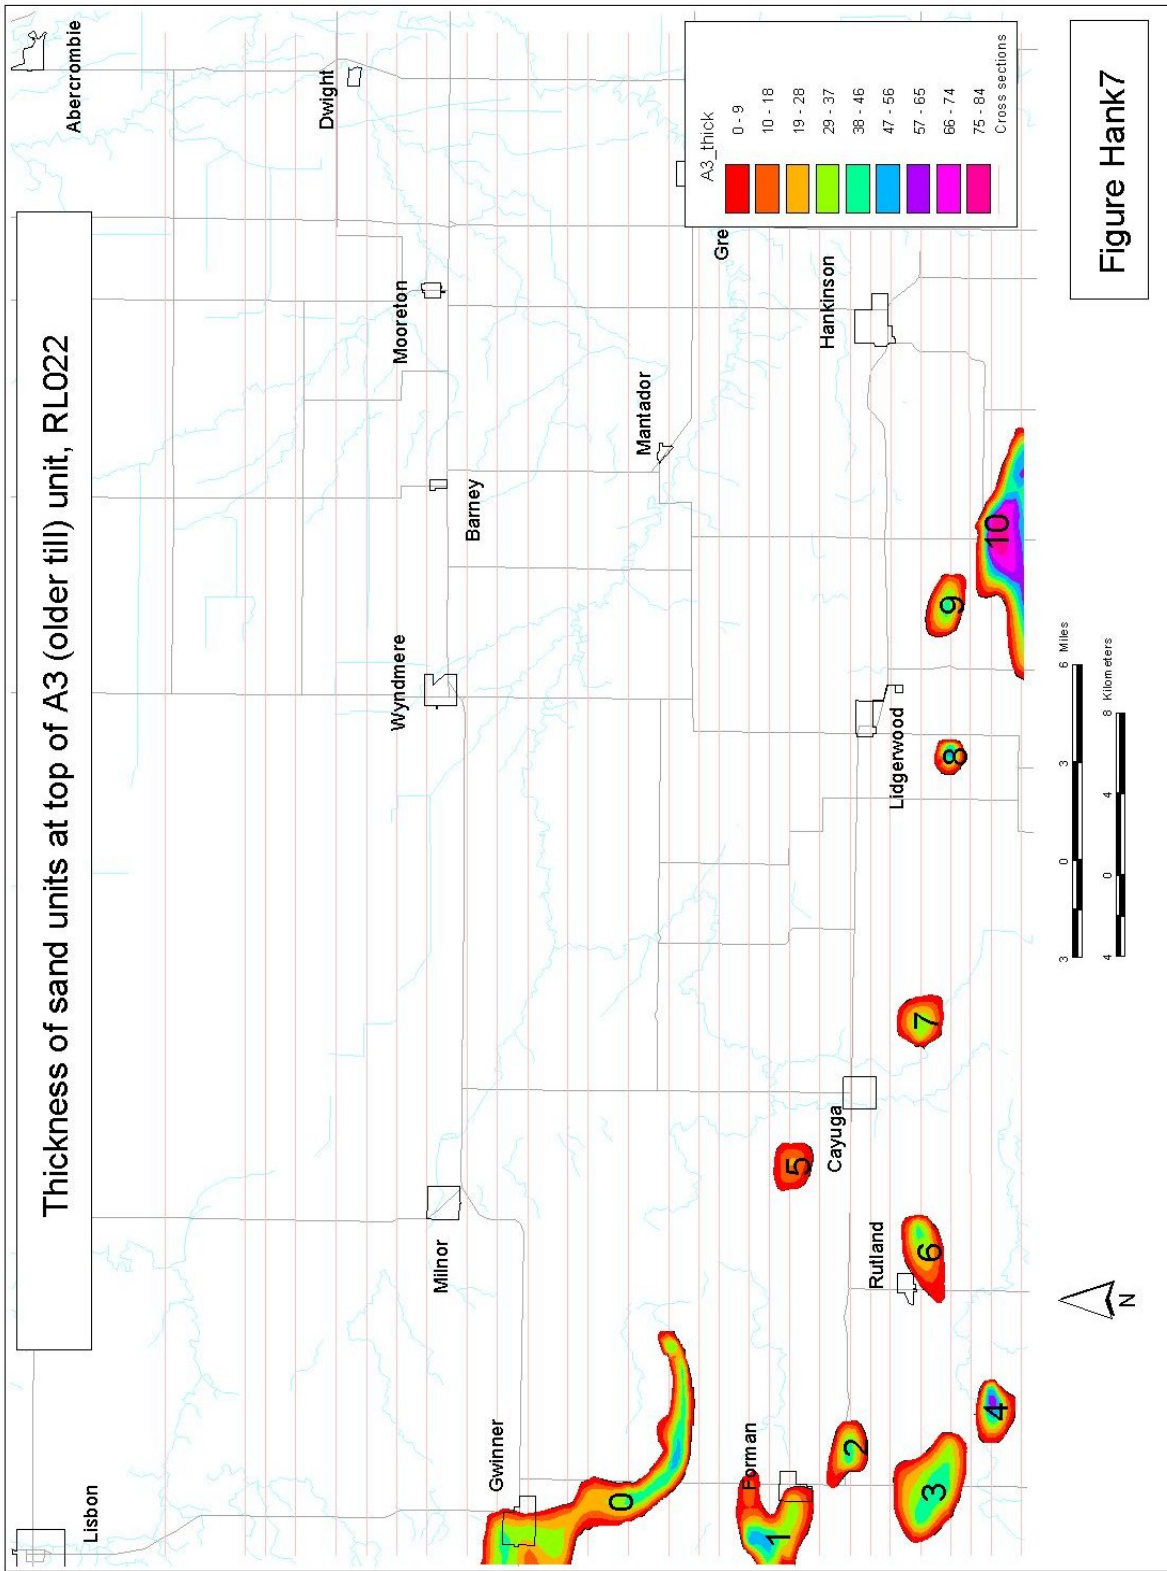 Thickness of sand units at top of A3 (older till) unit, RL022
Lisbon
Abercrombie
Dwight
Gwinner
Milnor
Wyndmere
Barney
Mooreton
Mantador
Gre
Forman
Rutland
Cayuga
Lidgerwood
Hankinson
0
1
2
3
4
5
6
7
8
9
10
A3_thick
0 - 9
10 - 18
19 - 28
29 - 37
38 - 46
47 - 56
57 - 65
66 - 74
75 - 84
Cross sections
N
3 0 3 6 Miles
4 0 4 8 Kilometers
Figure Hank7